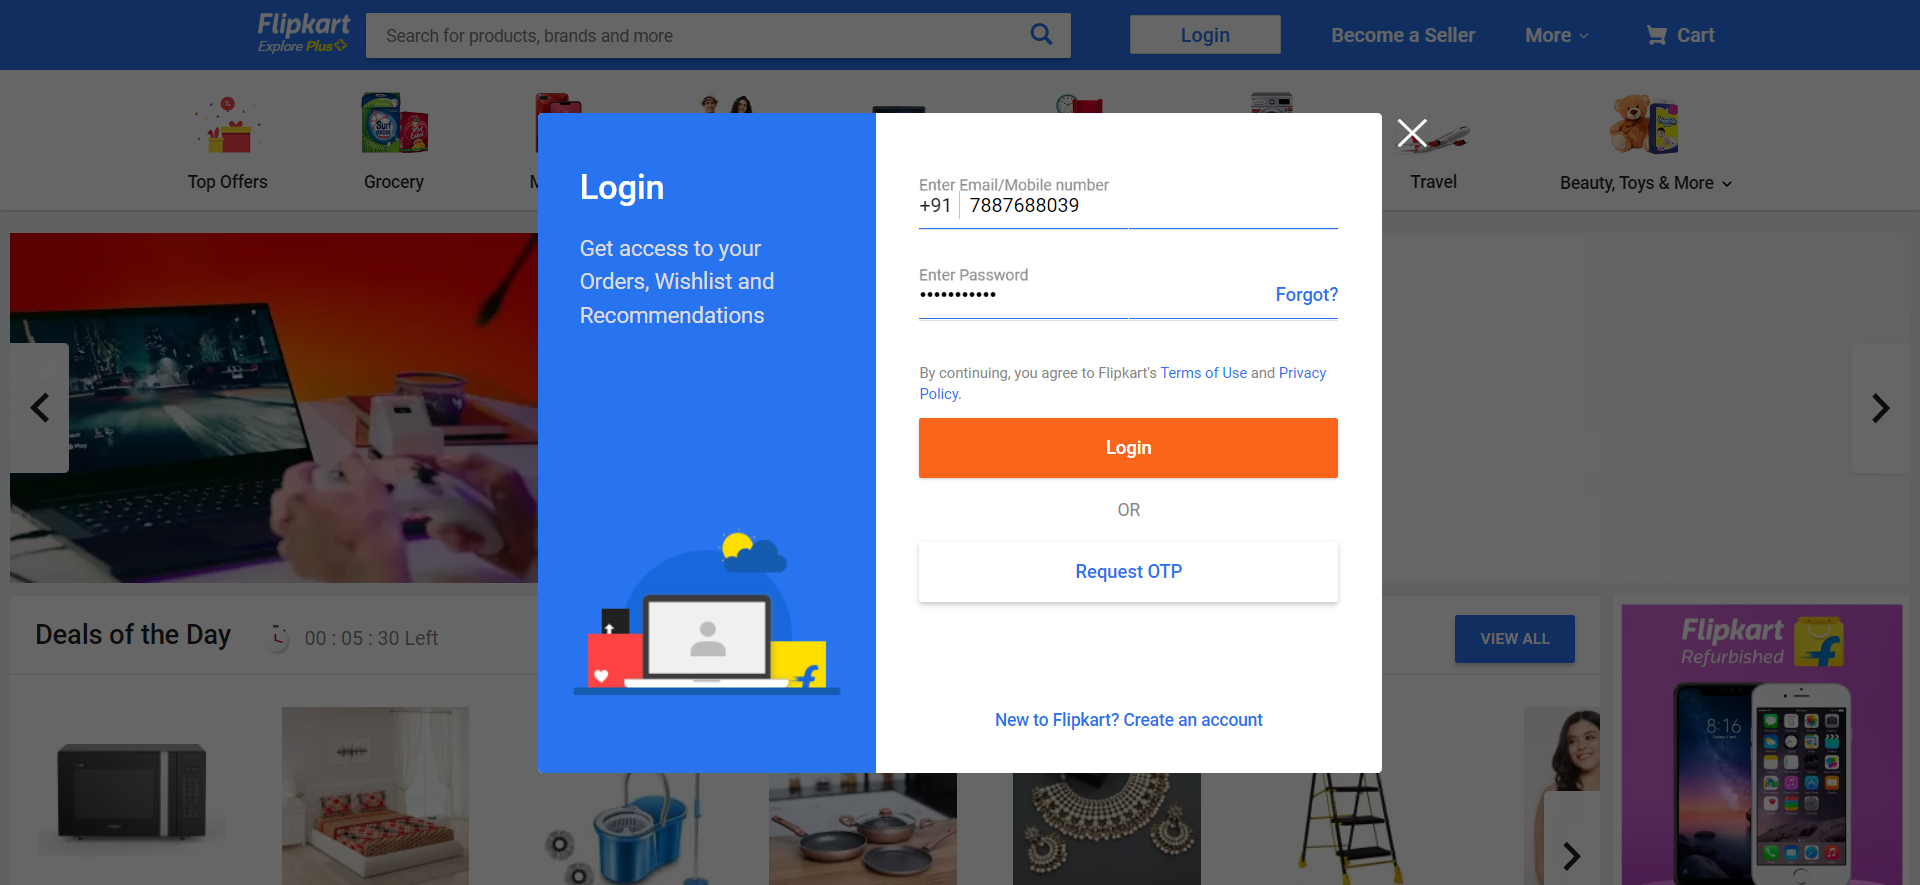 Flipkart
Explore Plus
Search for products, brands and more
Login
Become a Seller
More
Cart
Top Offers
Grocery
M
Travel
Beauty, Toys & More
Login
Get access to your
Orders, Wishlist and
Recommendations
Enter Email/Mobile number
+91 7887688039
Enter Password
•••••••••••
Forgot?
By continuing, you agree to Flipkart's Terms of Use and Privacy
Policy.
Login
OR
Request OTP
New to Flipkart? Create an account
Deals of the Day
00 : 05 : 30 Left
VIEW ALL
Flipkart
Refurbished
8:16
Surf
excel